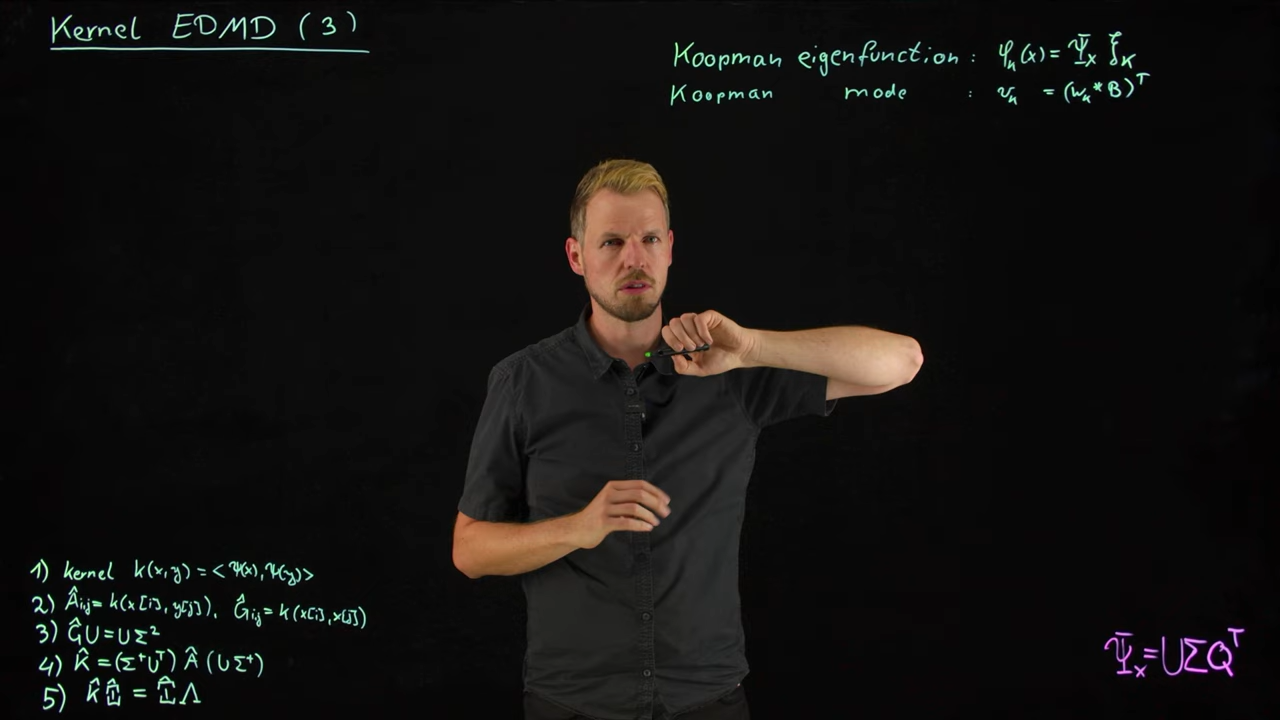 Kernel EDMD (3)
Koopman eigenfunction : φₖ(x) = Ψ̄ₓ ξₖ
Koopman mode : vₖ = (wₖ* B)ᵀ
1) Kernel k(x,y) = <Ψ(x), Ψ(y)>
2) Âᵢⱼ = k(x[i], y[j]), Ĝᵢⱼ = k(x[i], x[j])
3) ĜU = UΣ²
4) K̂ = (Σ⁺Uᵀ) Â (UΣ⁺)
5) K̂Ξ̂ = Ξ̂Λ
Ψ̄ₓ = UΣQᵀ